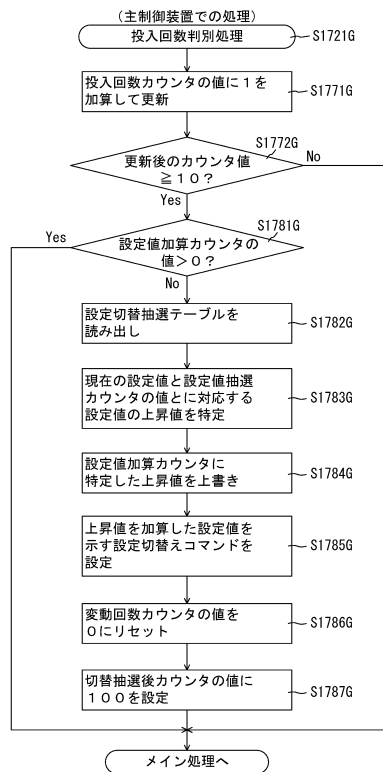 (主制御装置での処理)
投入回数判別処理
S1721G
投入回数カウンタの値に1を
加算して更新
S1771G
更新後のカウンタ値
≧10?
S1772G
No
Yes
設定値加算カウンタの
値>0?
S1781G
Yes
No
設定切替抽選テーブルを
読み出し
S1782G
現在の設定値と設定値抽選
カウンタの値とに対応する
設定値の上昇値を特定
S1783G
設定値加算カウンタに
特定した上昇値を上書き
S1784G
上昇値を加算した設定値を
示す設定切替えコマンドを
設定
S1785G
変動回数カウンタの値を
0にリセット
S1786G
切替抽選後カウンタの値に
100を設定
S1787G
メイン処理へ